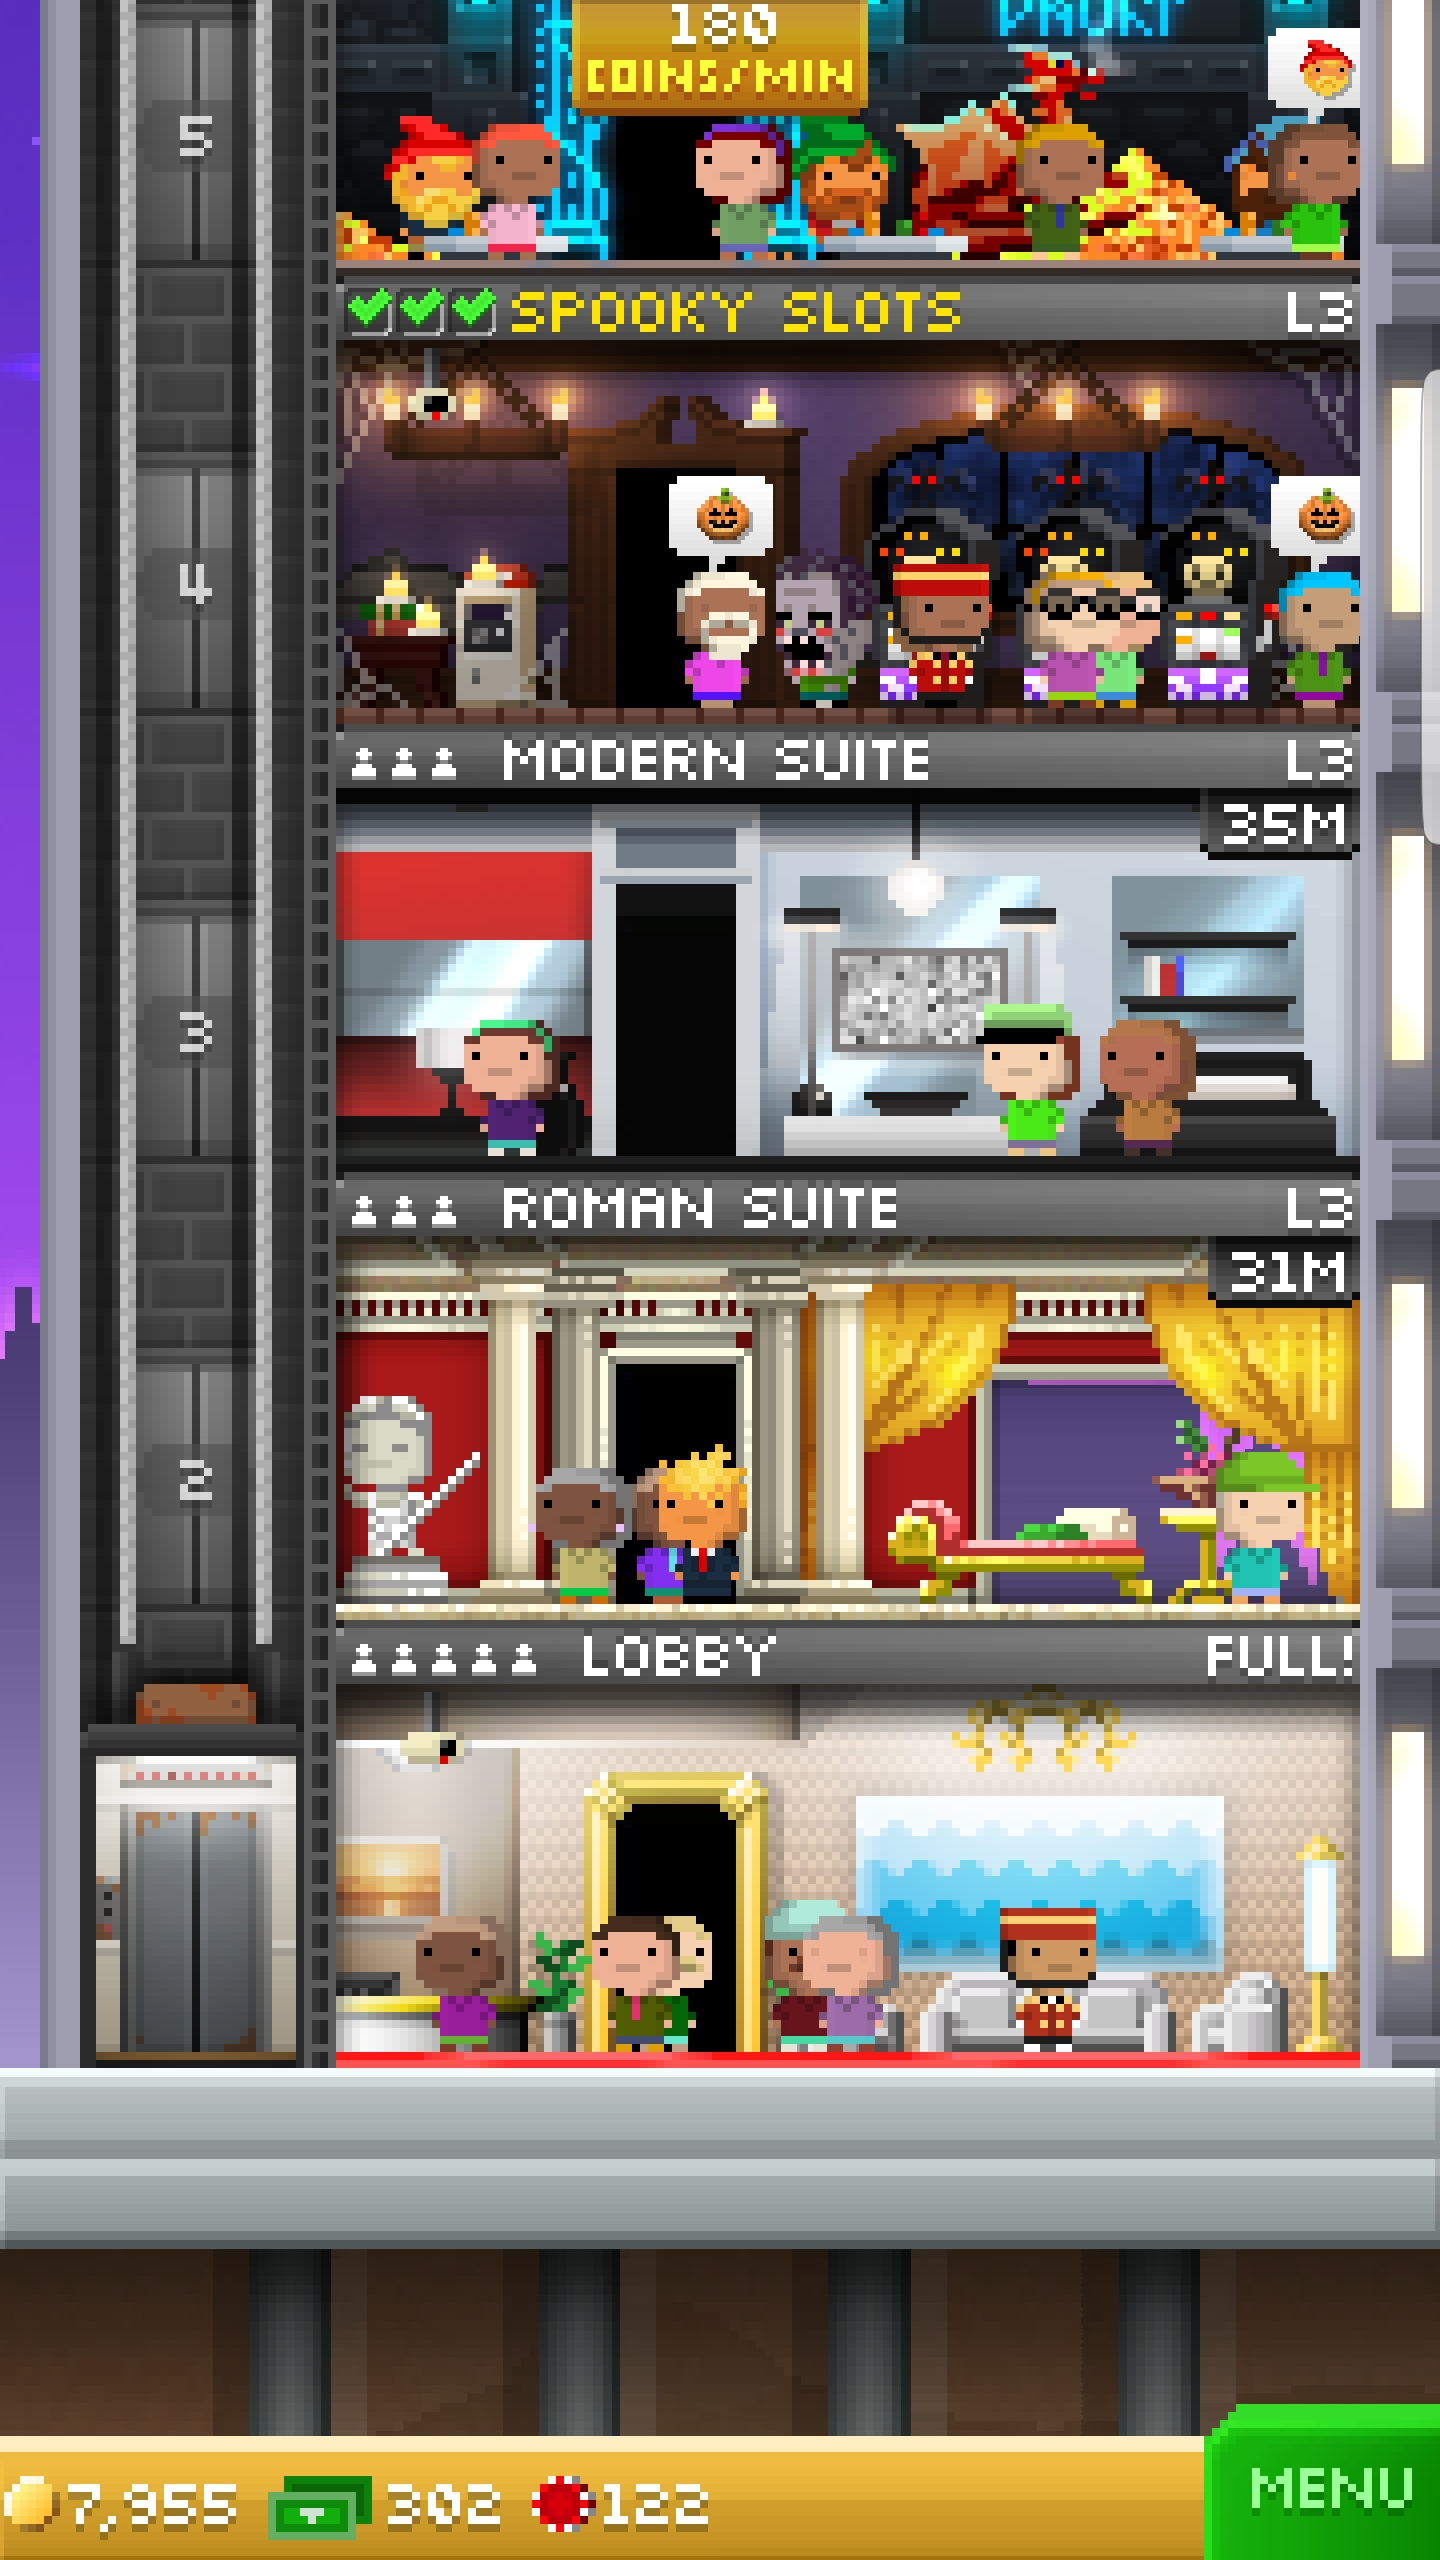 180
COINS/MIN
5
SPOOKY SLOTS L3
4
MODERN SUITE L3
35M
3
ROMAN SUITE L3
31M
2
LOBBY FULL!
7,955 302 122
MENU